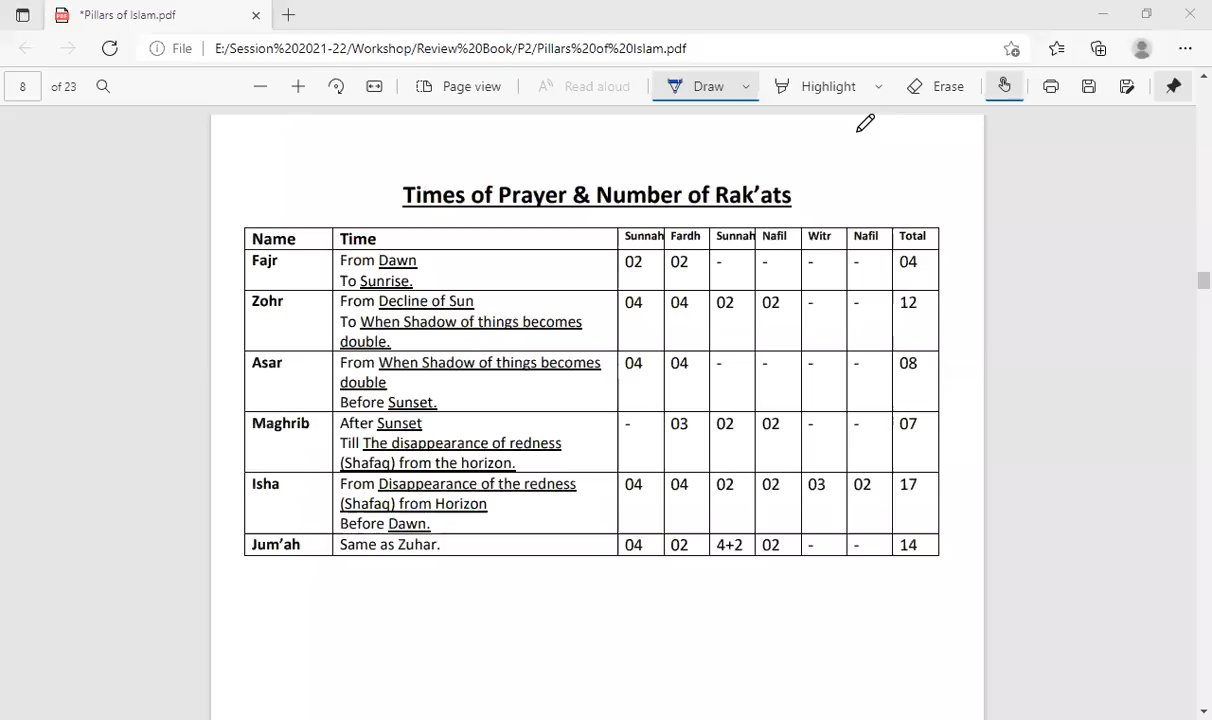 *Pillars of Islam.pdf
File E:/Session%202021-22/Workshop/Review%20Book/P2/Pillars%20of%20Islam.pdf
8 of 23 Page view Read aloud Draw Highlight Erase
Times of Prayer & Number of Rak'ats
Name Time Sunnah Fardh Sunnah Nafil Witr Nafil Total
Fajr From Dawn 02 02 - - - - 04
To Sunrise.
Zohr From Decline of Sun 04 04 02 02 - - 12
To When Shadow of things becomes
double.
Asar From When Shadow of things becomes 04 04 - - - - 08
double
Before Sunset.
Maghrib After Sunset - 03 02 02 - - 07
Till The disappearance of redness
(Shafaq) from the horizon.
Isha From Disappearance of the redness 04 04 02 02 03 02 17
(Shafaq) from Horizon
Before Dawn.
Jum'ah Same as Zuhar. 04 02 4+2 02 - - 14